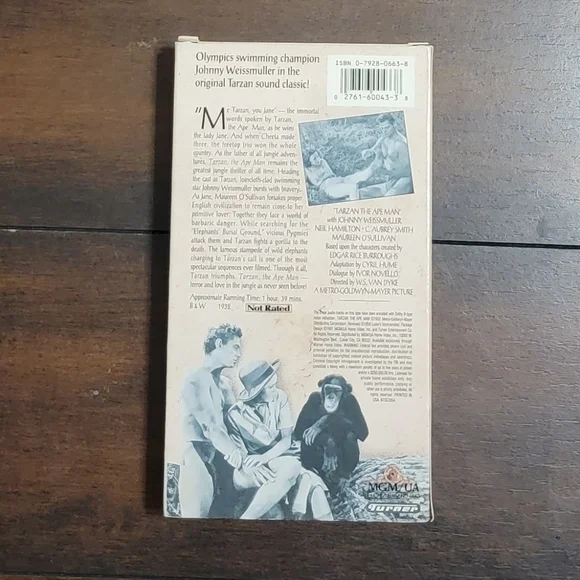 Olympics swimming champion
Johnny Weissmuller in the
original Tarzan sound classic!
ISBN 0-7928-0663-8
0 27616 0043-3 8
"Me Tarzan, you Jane" — the immortal
words spoken by Tarzan,
the Ape Man, as he wins
the lady Jane. And when Cheeta made
three, the treetop trio won the whole
country. As the father of all jungle adven-
tures, Tarzan, the Ape Man remains the
greatest jungle thriller of all time. Heading
the cast as Tarzan, loincloth-clad swimming
star Johnny Weissmuller bursts with bravery.
As Jane, Maureen O'Sullivan forsakes proper
English civilization to remain close to her
primitive lover. Together they face a world of
barbaric danger. While searching for the
"Elephants' Burial Ground," vicious Pygmies
attack them and Tarzan fights a gorilla to the
death. The famous stampede of wild elephants
charging to Tarzan's call is one of the most
spectacular sequences ever filmed. Through it all,
Tarzan triumphs. Tarzan, the Ape Man —
terror and love in the jungle as never seen before!
Approximate Running Time: 1 hour, 39 mins.
B & W 1932 Not Rated
"TARZAN THE APE MAN"
with JOHNNY WEISSMULLER
NEIL HAMILTON • C. AUBREY SMITH
MAUREEN O'SULLIVAN
Based upon the characters created by
EDGAR RICE BURROUGHS
Adaptation by CYRIL HUME
Dialogue by IVOR NOVELLO
Directed by W.S. VAN DYKE
A METRO-GOLDWYN-MAYER PICTURE
MGM/UA
Turner